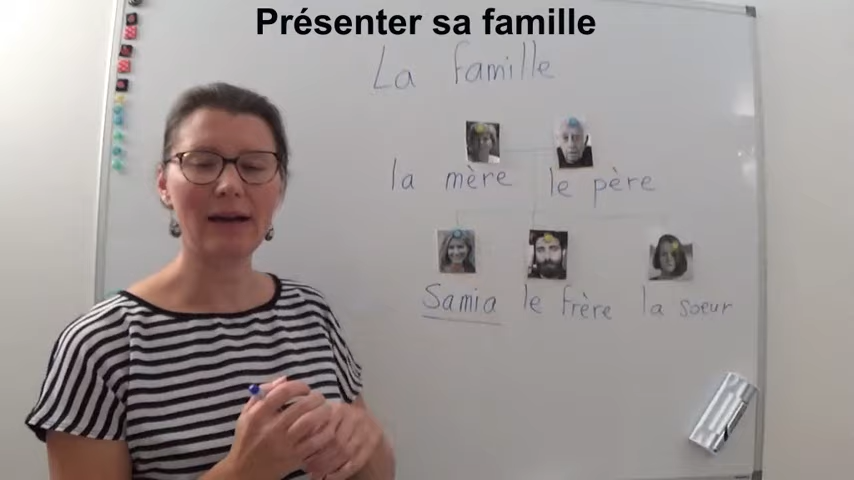 Présenter sa famille
La famille
la mère le père
Samia le frère la soeur